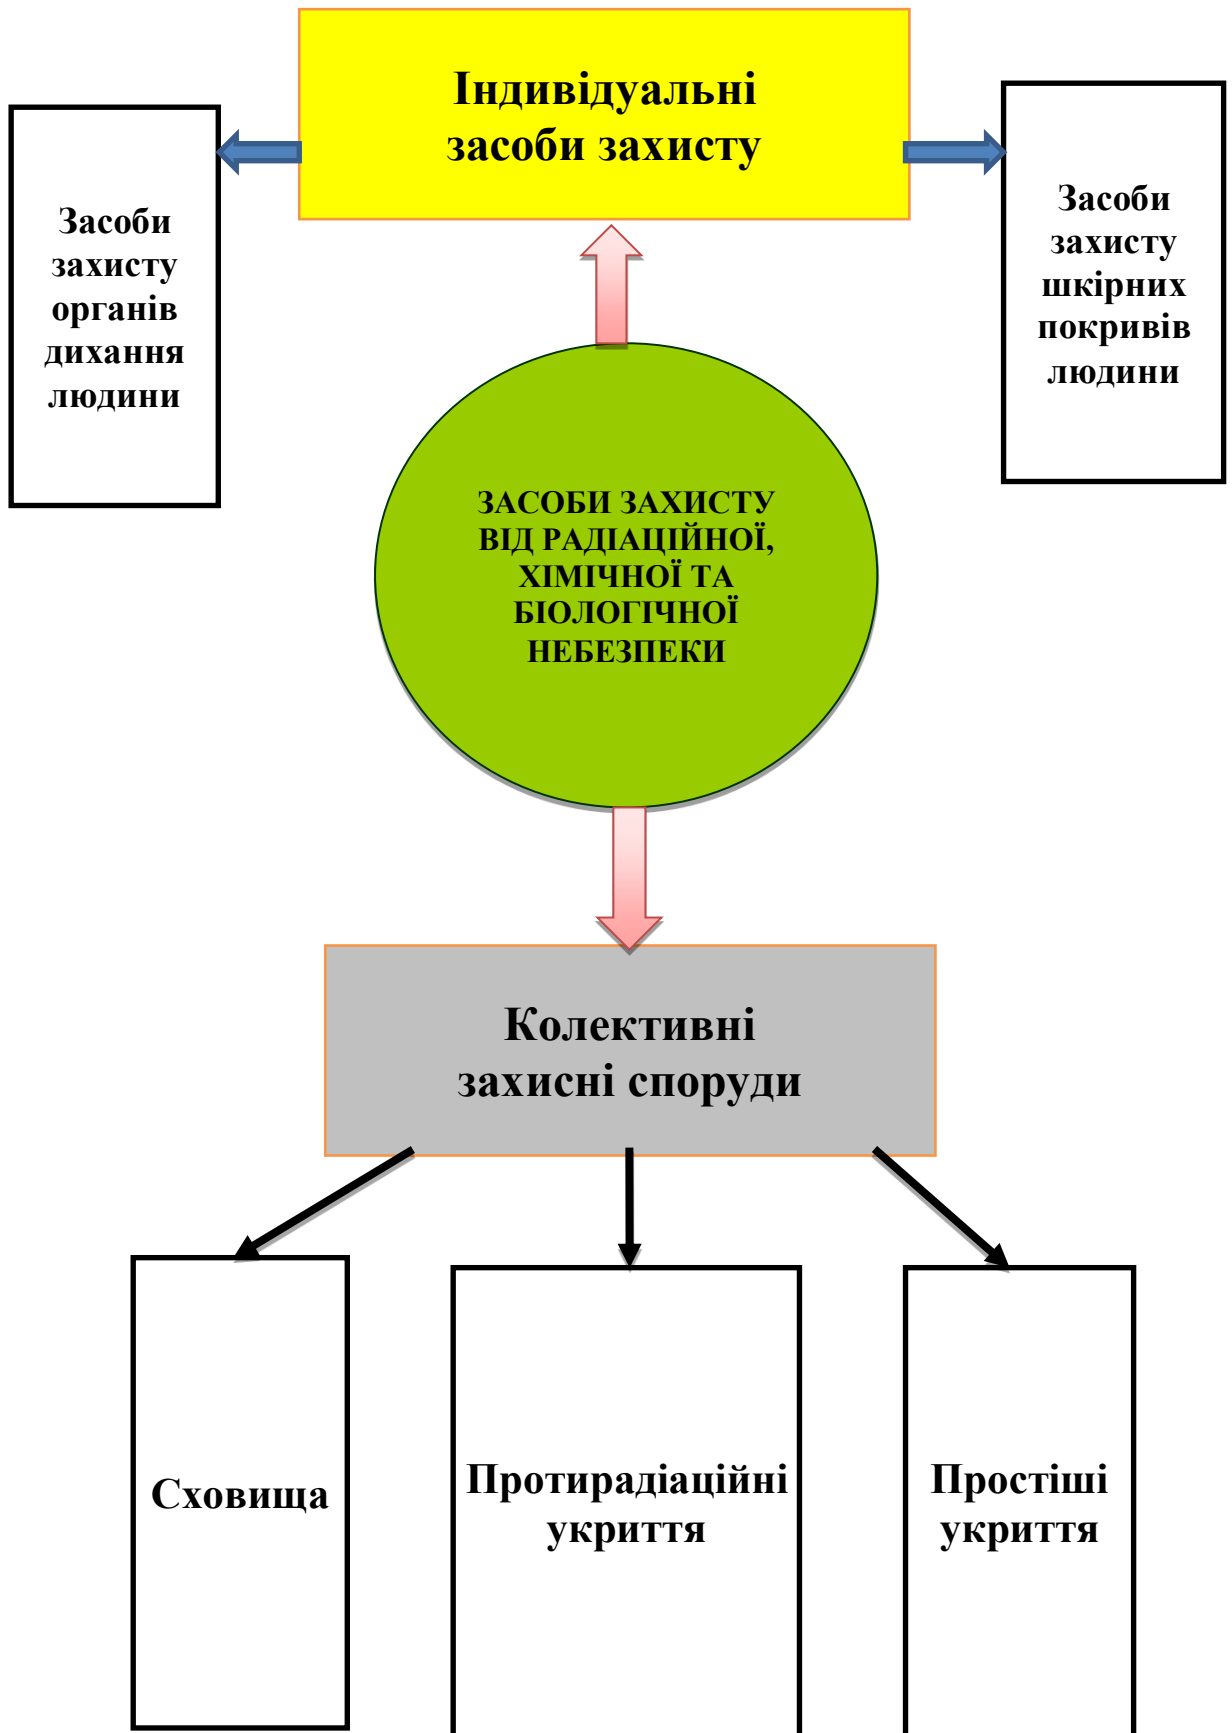 Індивідуальні
засоби захисту
Засоби
захисту
органів
дихання
людини
Засоби
захисту
шкірних
покривів
людини
ЗАСОБИ ЗАХИСТУ
ВІД РАДІАЦІЙНОЇ,
ХІМІЧНОЇ ТА
БІОЛОГІЧНОЇ
НЕБЕЗПЕКИ
Колективні
захисні споруди
Сховища
Протирадіаційні
укриття
Простіші
укриття